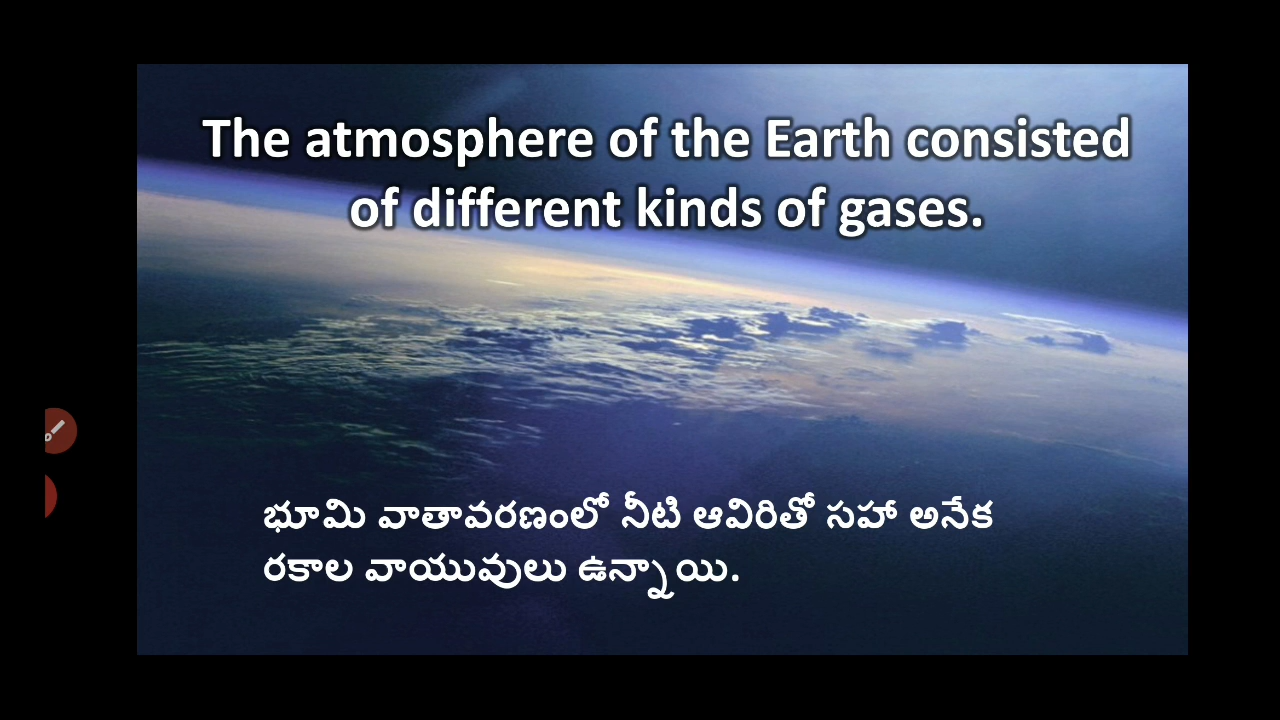 The atmosphere of the Earth consisted
of different kinds of gases.
భూమి వాతావరణంలో నీటి ఆవిరితో సహా అనేక
రకాల వాయువులు ఉన్నాయి.